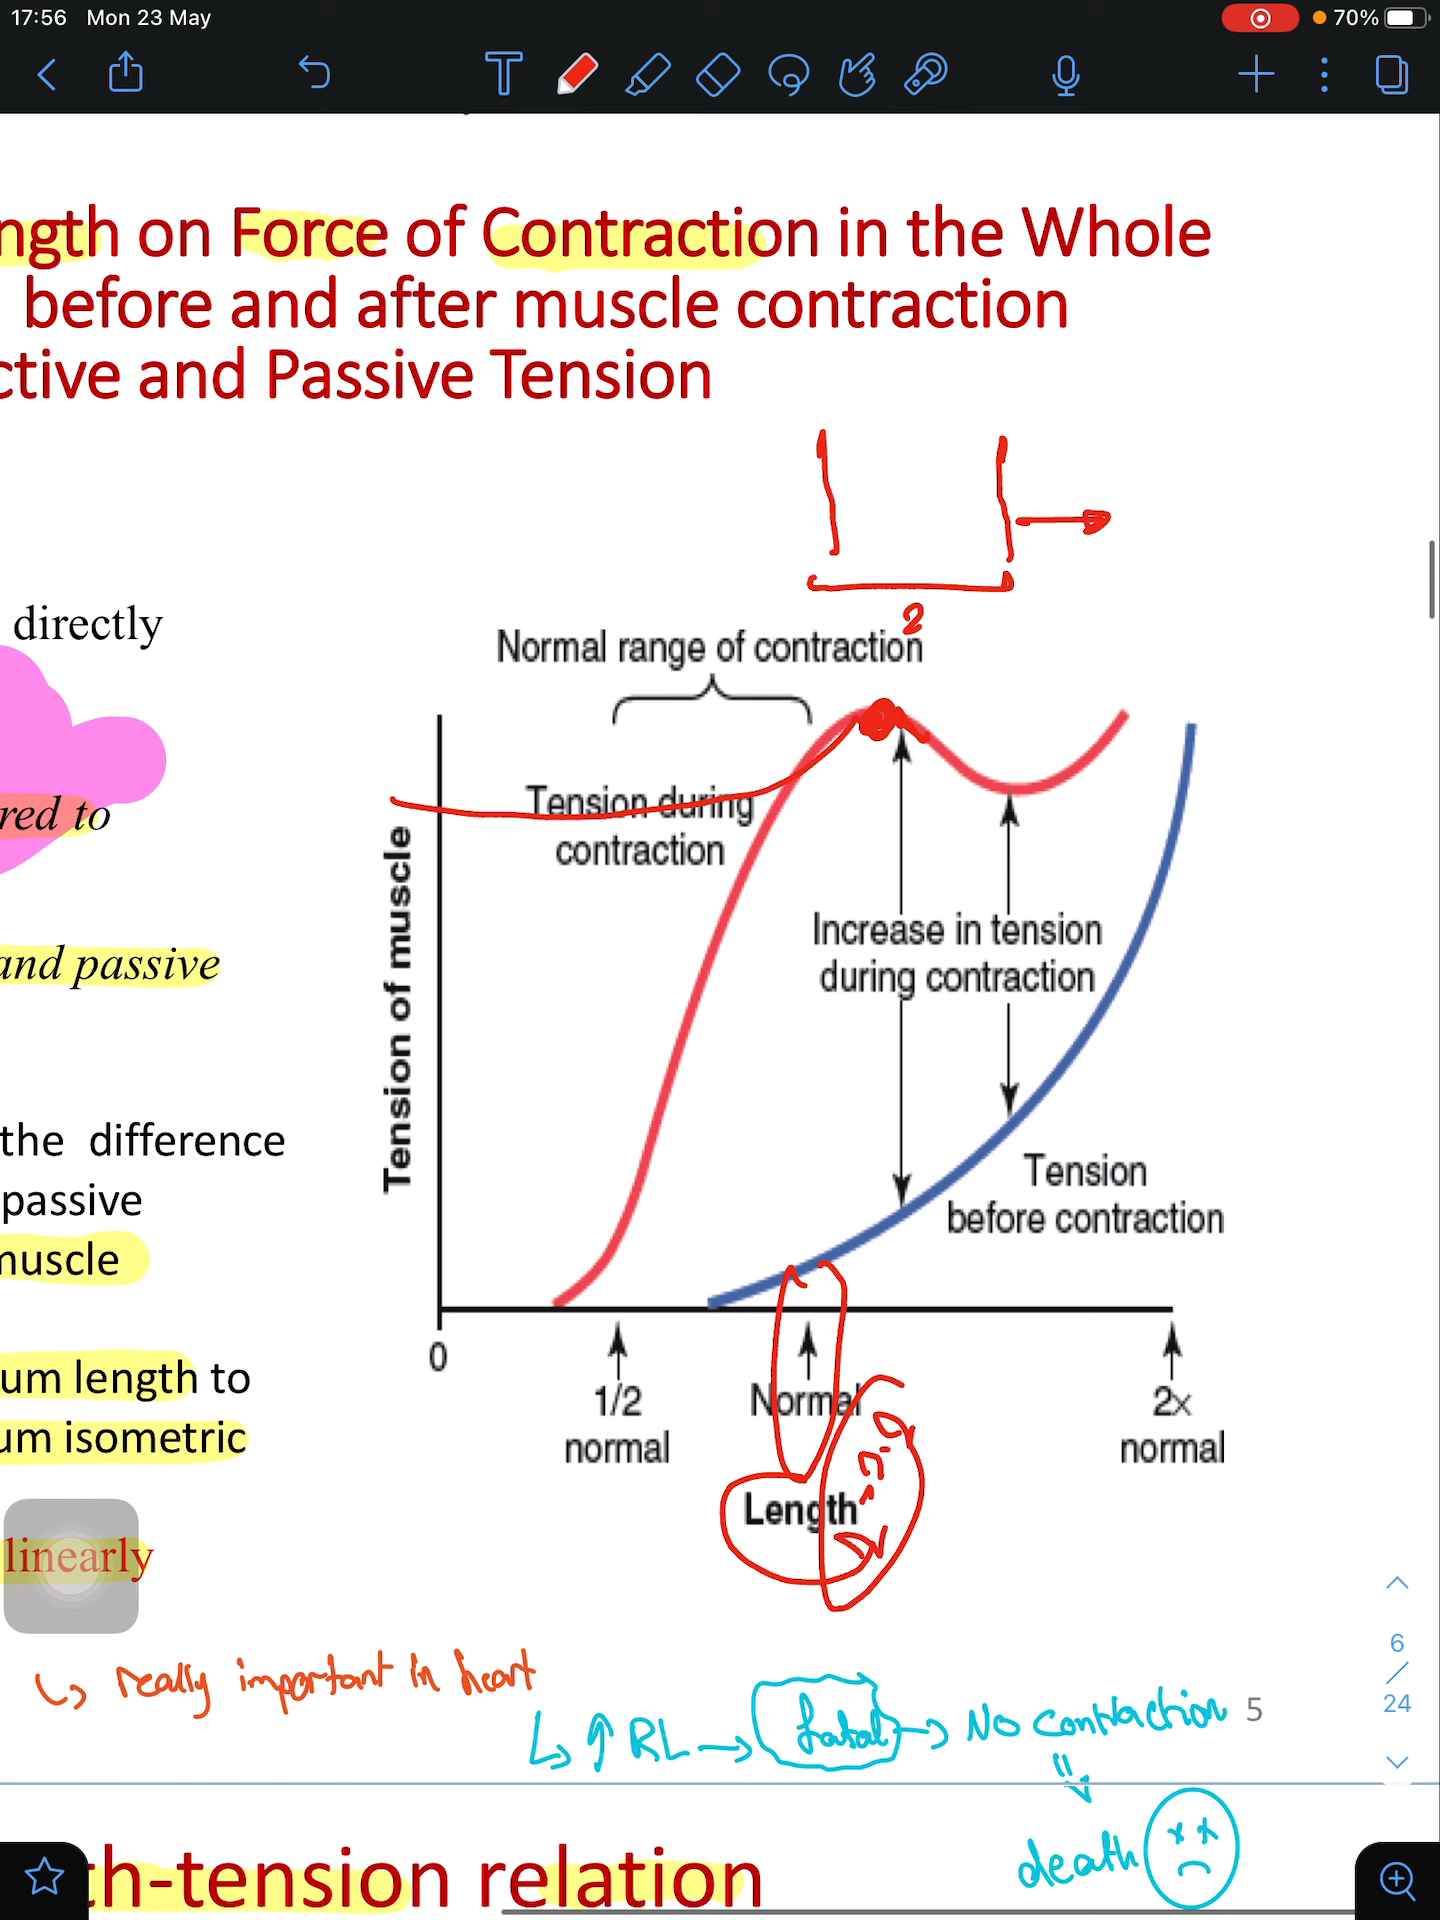 17:56 Mon 23 May
70%
ngth on Force of Contraction in the Whole
before and after muscle contraction
ctive and Passive Tension
directly
2
Normal range of contraction
red to
Tension during
contraction
and passive
Tension of muscle
Increase in tension
during contraction
the difference
passive
muscle
Tension
before contraction
um length to
um isometric
0
1/2
normal
Normal
2x
normal
Length
linearly
↳ really important in heart
↳ ↑ RL → fatal → No contraction
5
6
/
24
death
th-tension relation